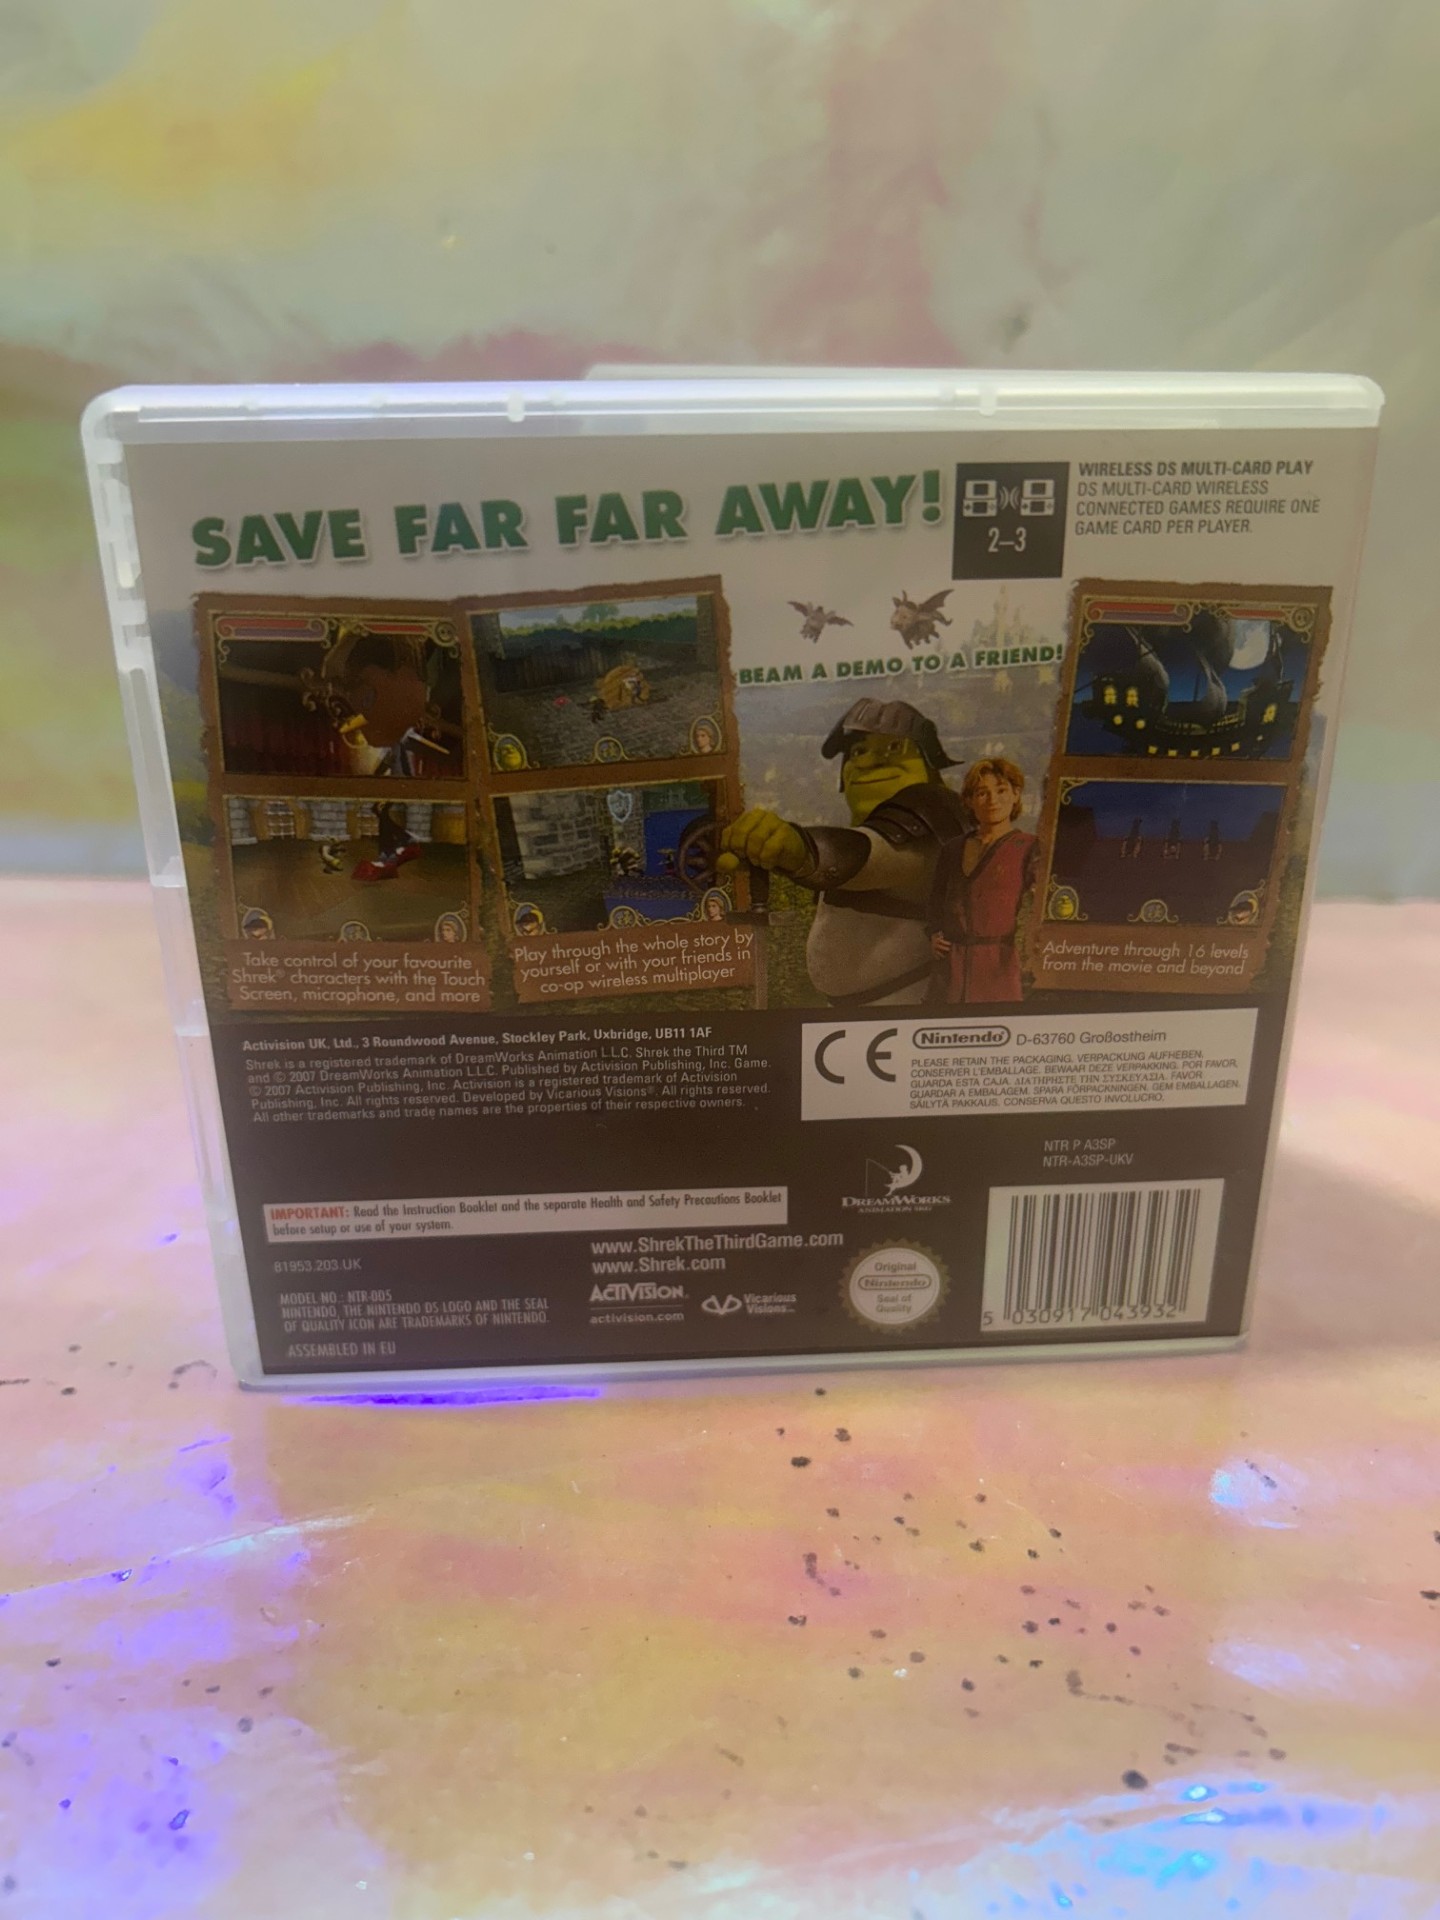 SAVE FAR FAR AWAY!
2–3
WIRELESS DS MULTI-CARD PLAY
DS MULTI-CARD WIRELESS
CONNECTED GAMES REQUIRE ONE
GAME CARD PER PLAYER.
BEAM A DEMO TO A FRIEND!
Take control of your favourite
Shrek® characters with the Touch
Screen, microphone, and more
Play through the whole story by
yourself or with your friends in
co-op wireless multiplayer
Adventure through 16 levels
from the movie and beyond
Activision UK, Ltd., 3 Roundwood Avenue, Stockley Park, Uxbridge, UB11 1AF
Shrek is a registered trademark of DreamWorks Animation L.L.C. Shrek the Third TM
and © 2007 DreamWorks Animation L.L.C. Published by Activision Publishing, Inc. Game
© 2007 Activision Publishing, Inc. Activision is a registered trademark of Activision
Publishing, Inc. All rights reserved. Developed by Vicarious Visions®. All rights reserved.
All other trademarks and trade names are the properties of their respective owners.
CE
Nintendo® D-63760 Großostheim
PLEASE RETAIN THE PACKAGING. VERPACKUNG AUFHEBEN.
CONSERVER L'EMBALLAGE. BEWAAR DEZE VERPAKKING. POR FAVOR,
GUARDA ESTA CAJA. ΔΙΑΤΗΡΗΣΤΕ ΤΗΝ ΣΥΣΚΕΥΑΣΙΑ. FAVOR
GUARDAR A EMBALAGEM. SPARA FÖRPACKNINGEN. GEM EMBALLAGEN.
SÄILYTÄ PAKKAUS. CONSERVA QUESTO INVOLUCRO.
NTR P A3SP
NTR-A3SP-UKV
DREAMWORKS
ANIMATION SKG
IMPORTANT: Read the Instruction Booklet and the separate Health and Safety Precautions Booklet
before setup or use of your system.
81953.203.UK
www.ShrekTheThirdGame.com
www.Shrek.com
MODEL NO.: NTR-005
NINTENDO, THE NINTENDO DS LOGO AND THE SEAL
OF QUALITY ICON ARE TRADEMARKS OF NINTENDO.
ASSEMBLED IN EU
ACTIVISION.
activision.com
Vicarious
Visions
Original
Nintendo
Seal of
Quality
5 030917 043932